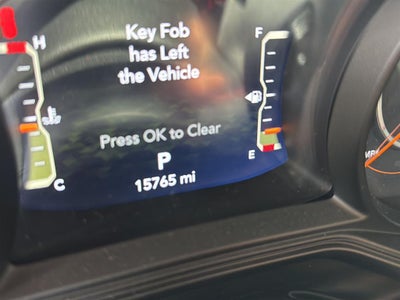 H
Key Fob
has Left
the Vehicle
F
Press OK to Clear
P
C
15765 mi
E